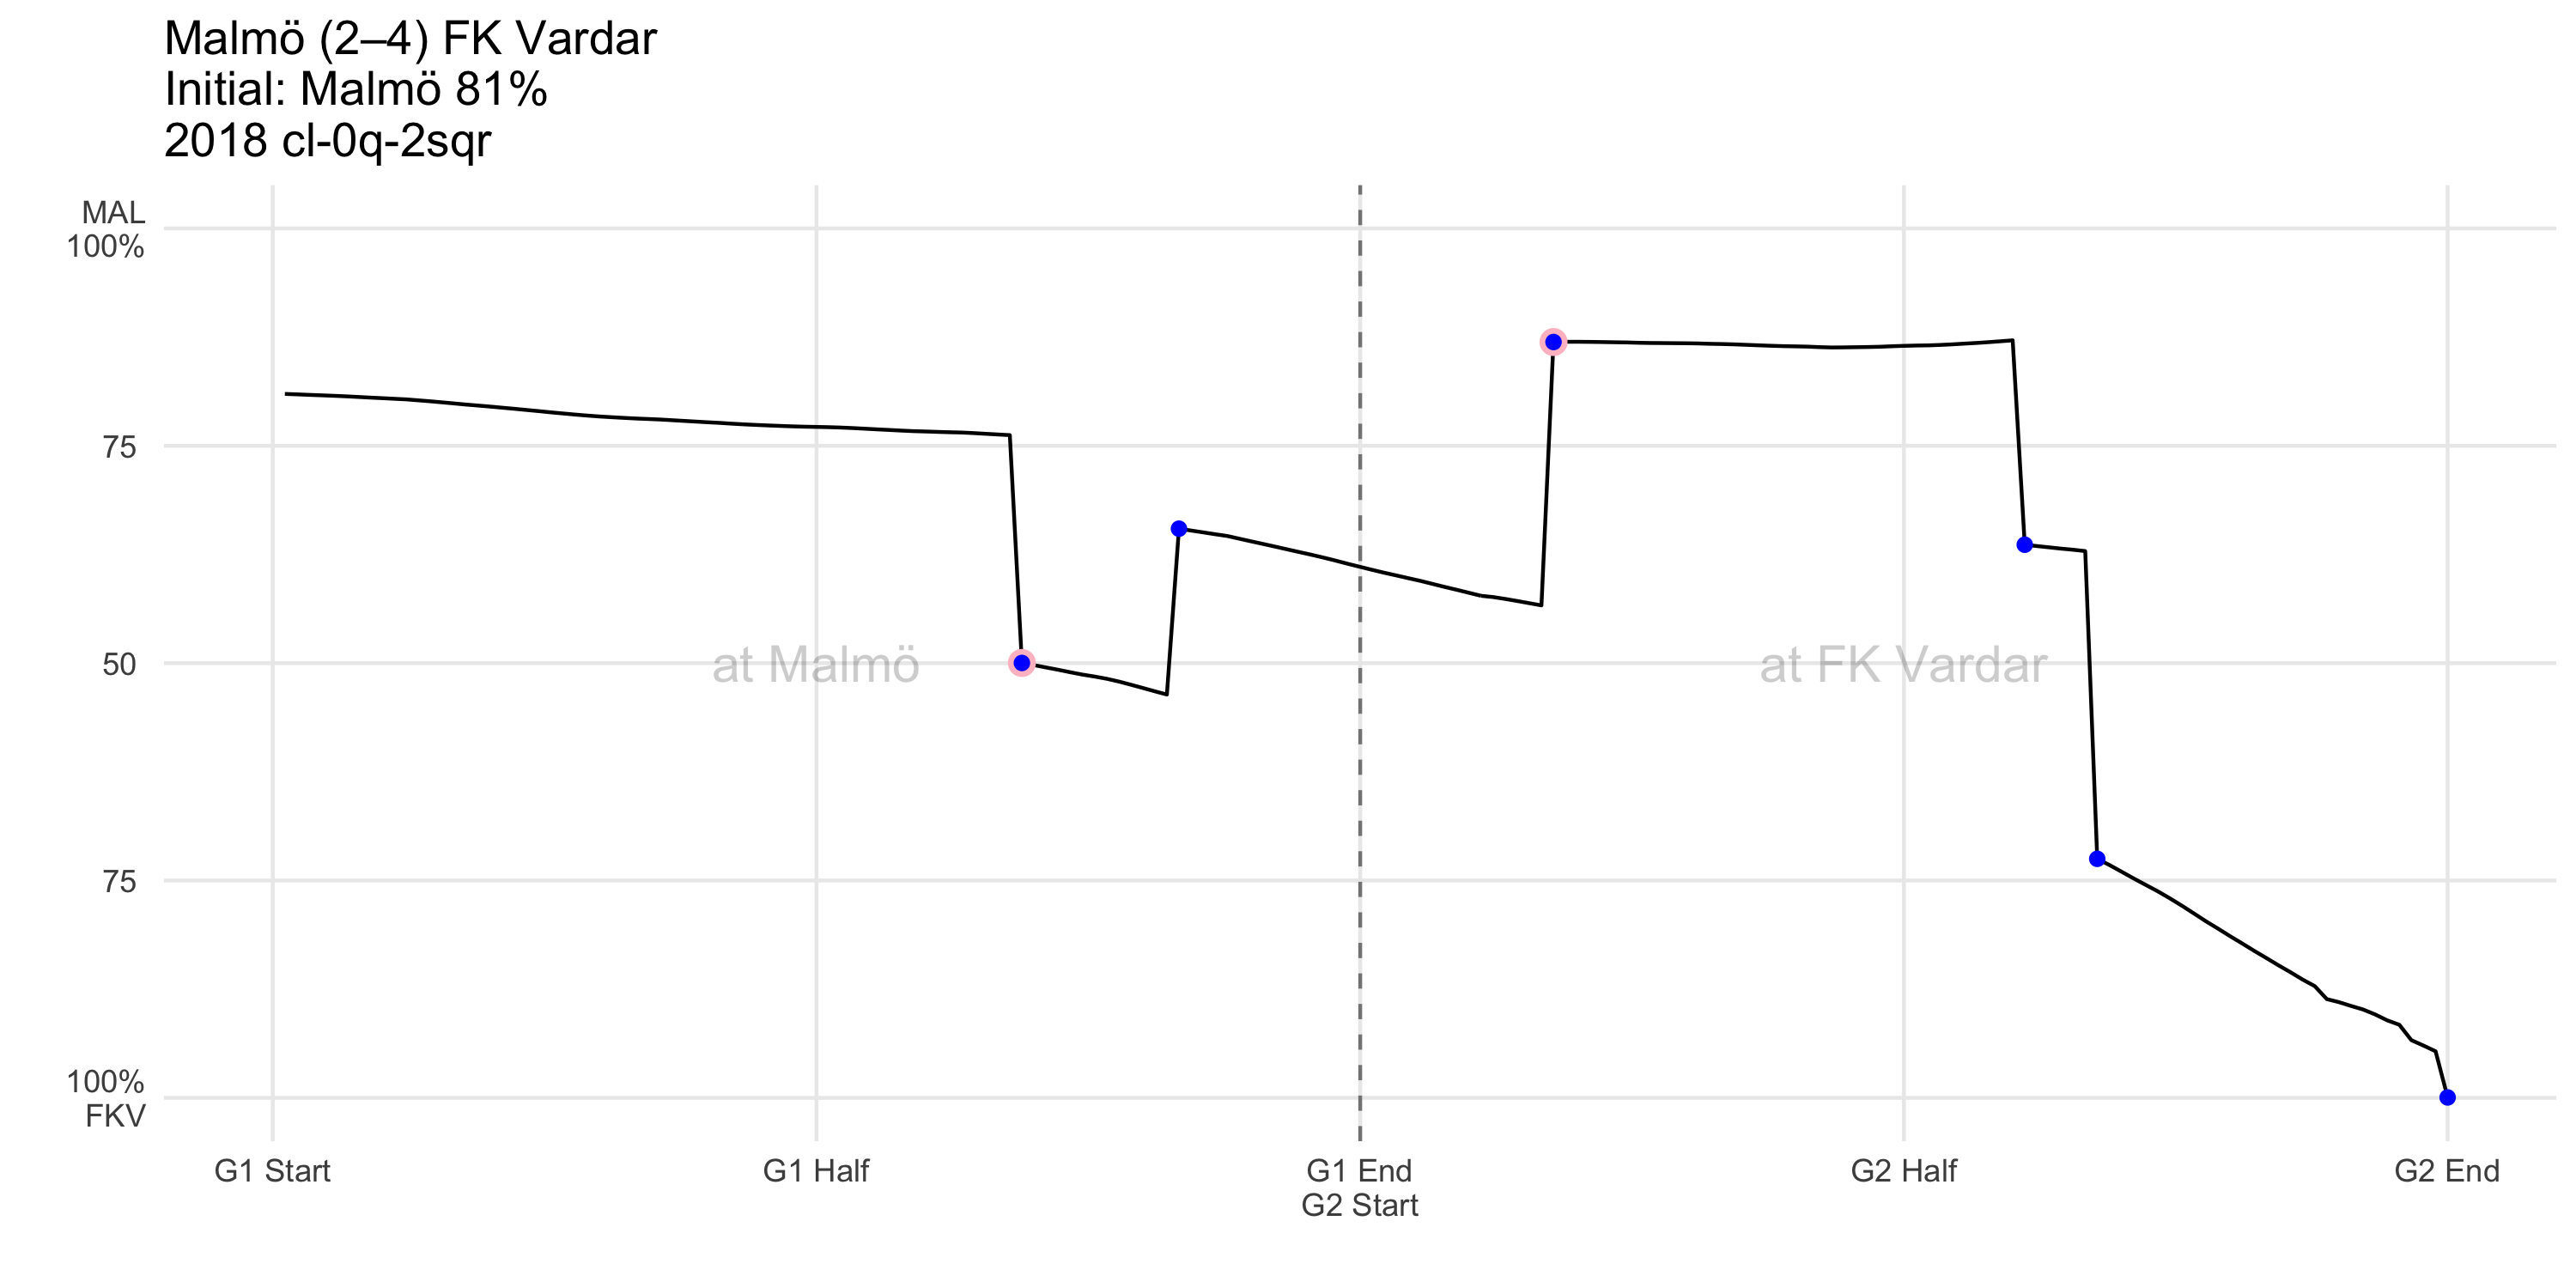 Malmö (2–4) FK Vardar
Initial: Malmö 81%
2018 cl-0q-2sqr
MAL
100%
75
50
75
100%
FKV
at Malmö
at FK Vardar
G1 Start
G1 Half
G1 End
G2 Start
G2 Half
G2 End